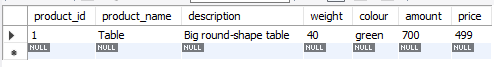 product_id product_name description weight colour amount price
1 Table Big round-shape table 40 green 700 499
NULL NULL NULL NULL NULL NULL NULL